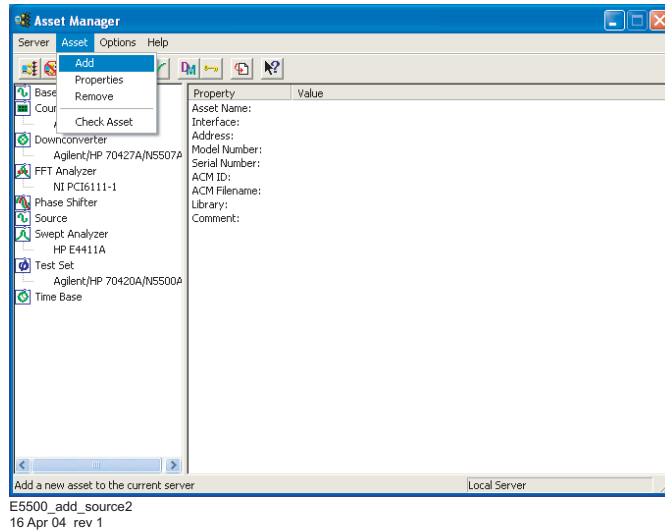 Asset Manager
Server Asset Options Help
Add
Properties
Remove
Check Asset
Base
Cour
Downconverter
Agilent/HP 70427A/N5507A
FFT Analyzer
NI PCI6111-1
Phase Shifter
Source
Swept Analyzer
HP E4411A
Test Set
Agilent/HP 70420A/N5500A
Time Base
Property Value
Asset Name:
Interface:
Address:
Model Number:
Serial Number:
ACM ID:
ACM Filename:
Library:
Comment:
Add a new asset to the current server Local Server
E5500_add_source2
16 Apr 04 rev 1